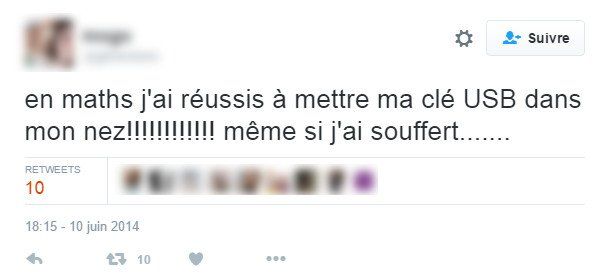 Suivre
en maths j'ai réussis à mettre ma clé USB dans
mon nez!!!!!!!!!!!! même si j'ai souffert.......
RETWEETS
10
18:15 - 10 juin 2014
10